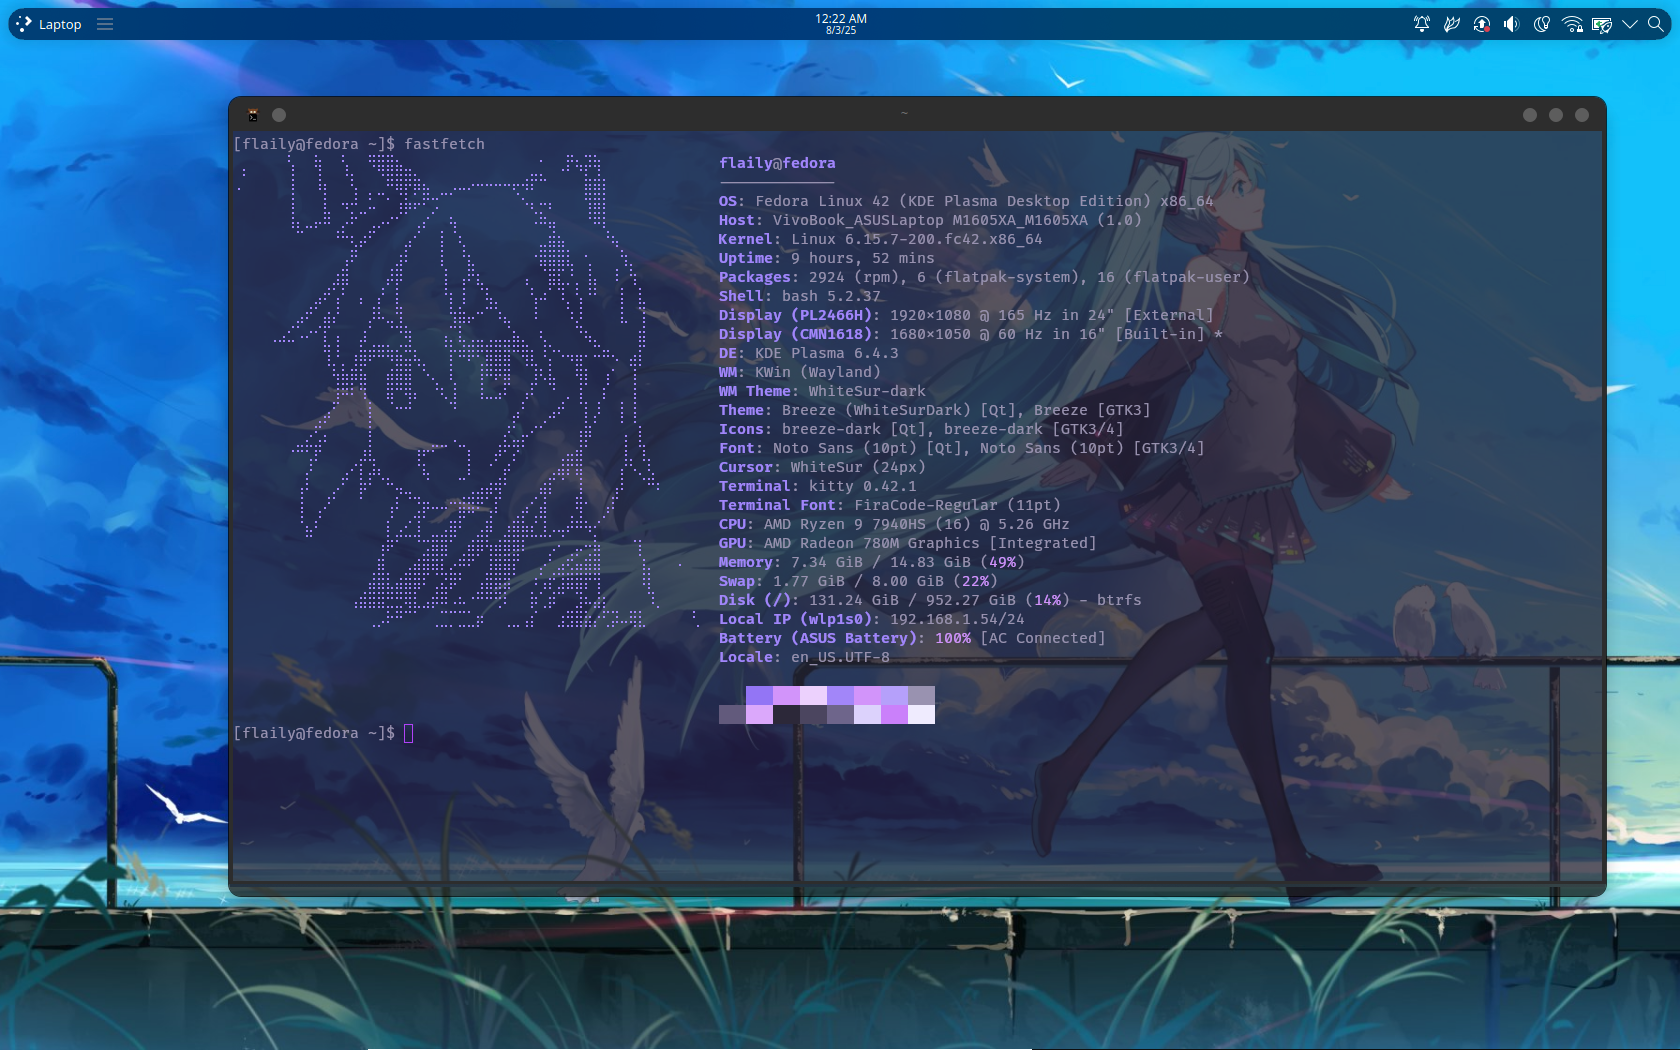 Laptop
12:22 AM
8/3/25
~
[flaily@fedora ~]$ fastfetch
flaily@fedora
-------------
OS: Fedora Linux 42 (KDE Plasma Desktop Edition) x86_64
Host: VivoBook_ASUSLaptop M1605XA_M1605XA (1.0)
Kernel: Linux 6.15.7-200.fc42.x86_64
Uptime: 9 hours, 52 mins
Packages: 2924 (rpm), 6 (flatpak-system), 16 (flatpak-user)
Shell: bash 5.2.37
Display (PL2466H): 1920×1080 @ 165 Hz in 24" [External]
Display (CMN1618): 1680×1050 @ 60 Hz in 16" [Built-in] *
DE: KDE Plasma 6.4.3
WM: KWin (Wayland)
WM Theme: WhiteSur-dark
Theme: Breeze (WhiteSurDark) [Qt], Breeze [GTK3]
Icons: breeze-dark [Qt], breeze-dark [GTK3/4]
Font: Noto Sans (10pt) [Qt], Noto Sans (10pt) [GTK3/4]
Cursor: WhiteSur (24px)
Terminal: kitty 0.42.1
Terminal Font: FiraCode-Regular (11pt)
CPU: AMD Ryzen 9 7940HS (16) @ 5.26 GHz
GPU: AMD Radeon 780M Graphics [Integrated]
Memory: 7.34 GiB / 14.83 GiB (49%)
Swap: 1.77 GiB / 8.00 GiB (22%)
Disk (/): 131.24 GiB / 952.27 GiB (14%) - btrfs
Local IP (wlp1s0): 192.168.1.54/24
Battery (ASUS Battery): 100% [AC Connected]
Locale: en_US.UTF-8
[flaily@fedora ~]$